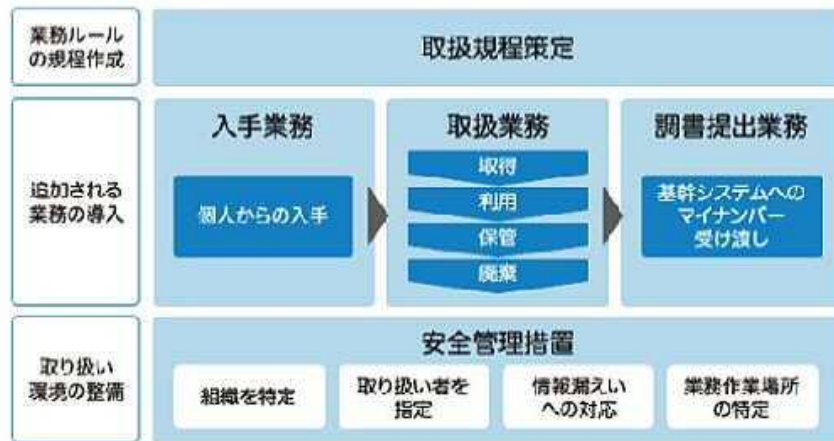 業務ルール
の規程作成
取扱規程策定
追加される
業務の導入
入手業務
個人からの入手
取扱業務
取得
利用
保管
廃棄
調書提出業務
基幹システムへの
マイナンバー
受け渡し
取り扱い
環境の整備
安全管理措置
組織を特定
取り扱い者を
指定
情報漏えい
への対応
業務作業場所
の特定